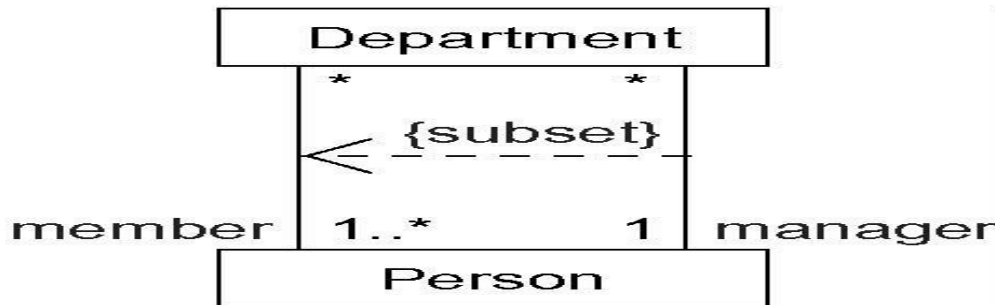 Department
* *
{subset}
member 1..* 1 manager
Person